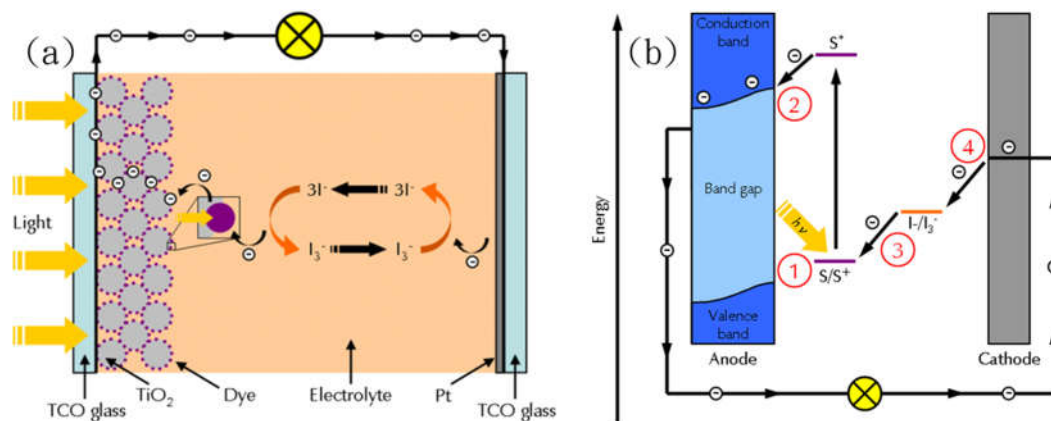 (a)
Light
3I⁻
3I⁻
I₃⁻
I₃⁻
TCO glass
TiO₂
Dye
Electrolyte
Pt
TCO glass
(b)
Energy
Conduction
band
S*
2
4
Band gap
hν
I-/I₃⁻
3
1
S/S⁺
Valence
band
Anode
Cathode